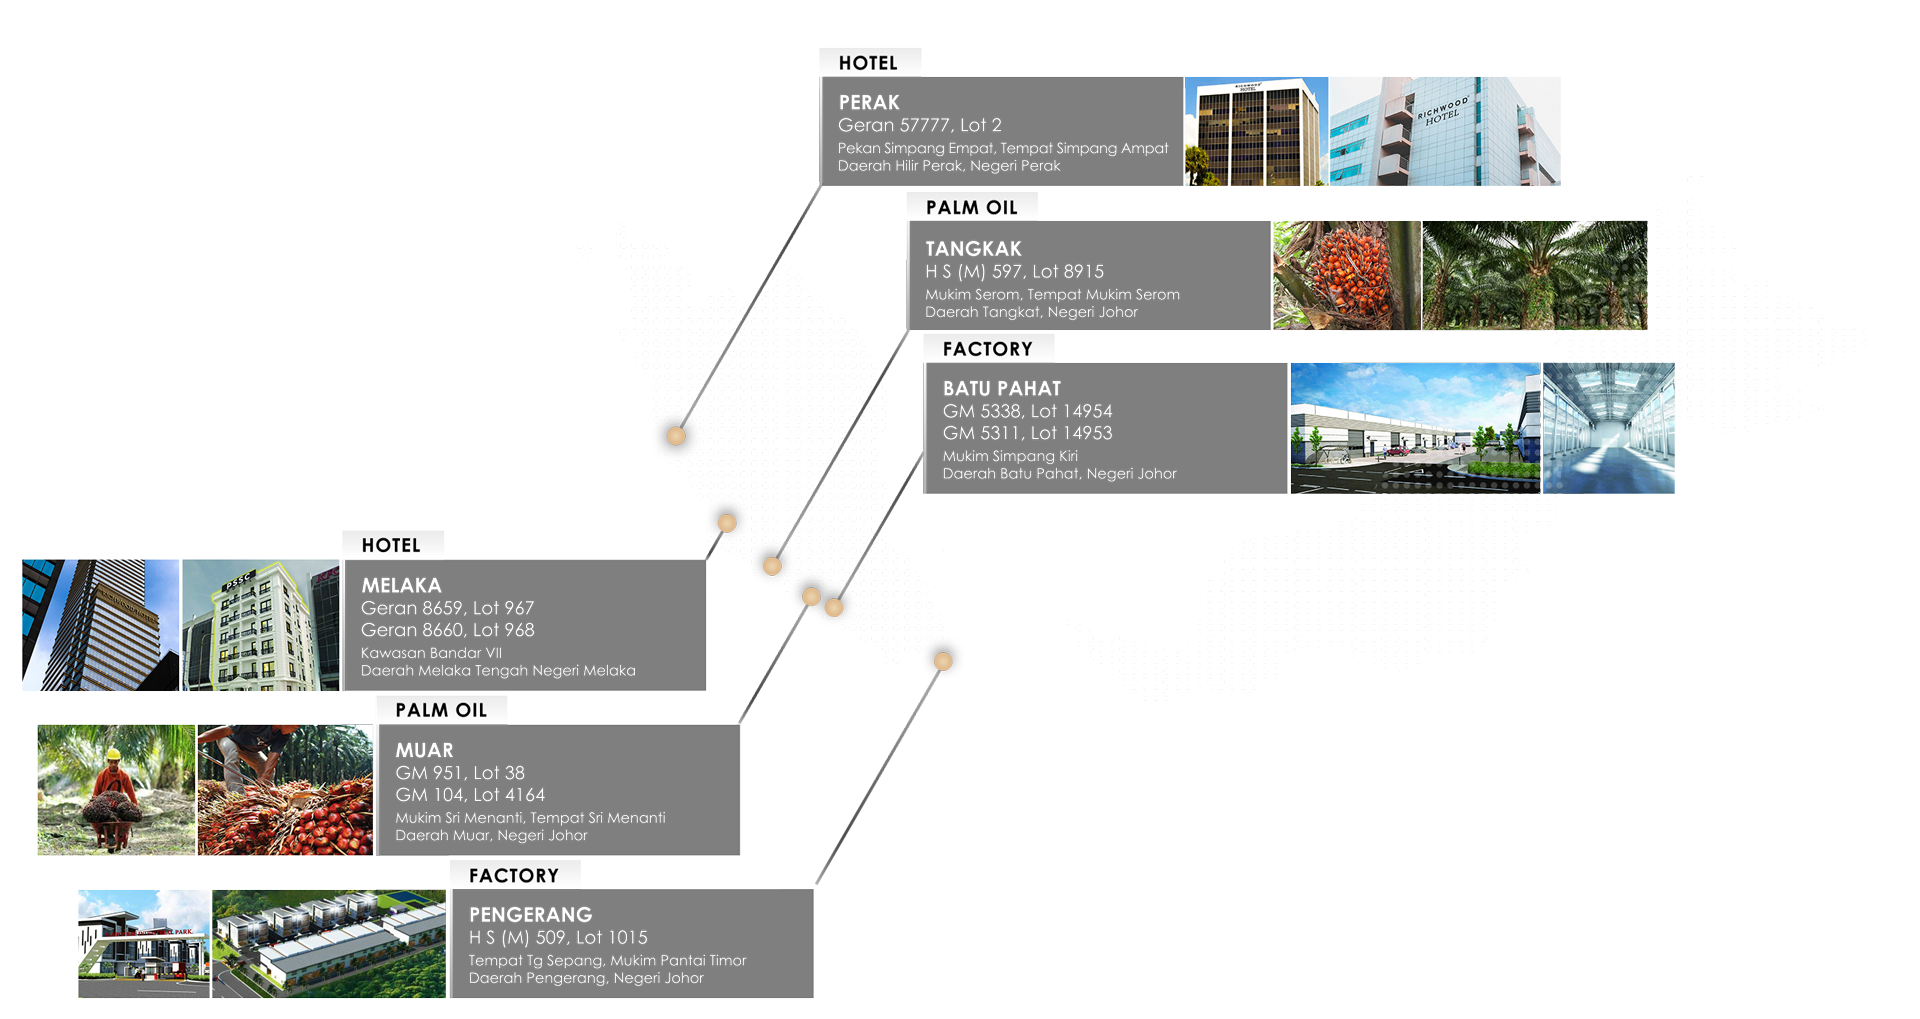 HOTEL
PERAK
Geran 57777, Lot 2
Pekan Simpang Empat, Tempat Simpang Ampat
Daerah Hilir Perak, Negeri Perak
RICHWOOD
HOTEL
RICHWOOD
HOTEL
PALM OIL
TANGKAK
H S (M) 597, Lot 8915
Mukim Serom, Tempat Mukim Serom
Daerah Tangkat, Negeri Johor
FACTORY
BATU PAHAT
GM 5338, Lot 14954
GM 5311, Lot 14953
Mukim Simpang Kiri
Daerah Batu Pahat, Negeri Johor
HOTEL
MELAKA
Geran 8659, Lot 967
Geran 8660, Lot 968
Kawasan Bandar VII
Daerah Melaka Tengah Negeri Melaka
PSSC
PALM OIL
MUAR
GM 951, Lot 38
GM 104, Lot 4164
Mukim Sri Menanti, Tempat Sri Menanti
Daerah Muar, Negeri Johor
FACTORY
PENGERANG
H S (M) 509, Lot 1015
Tempat Tg Sepang, Mukim Pantai Timor
Daerah Pengerang, Negeri Johor
PARK